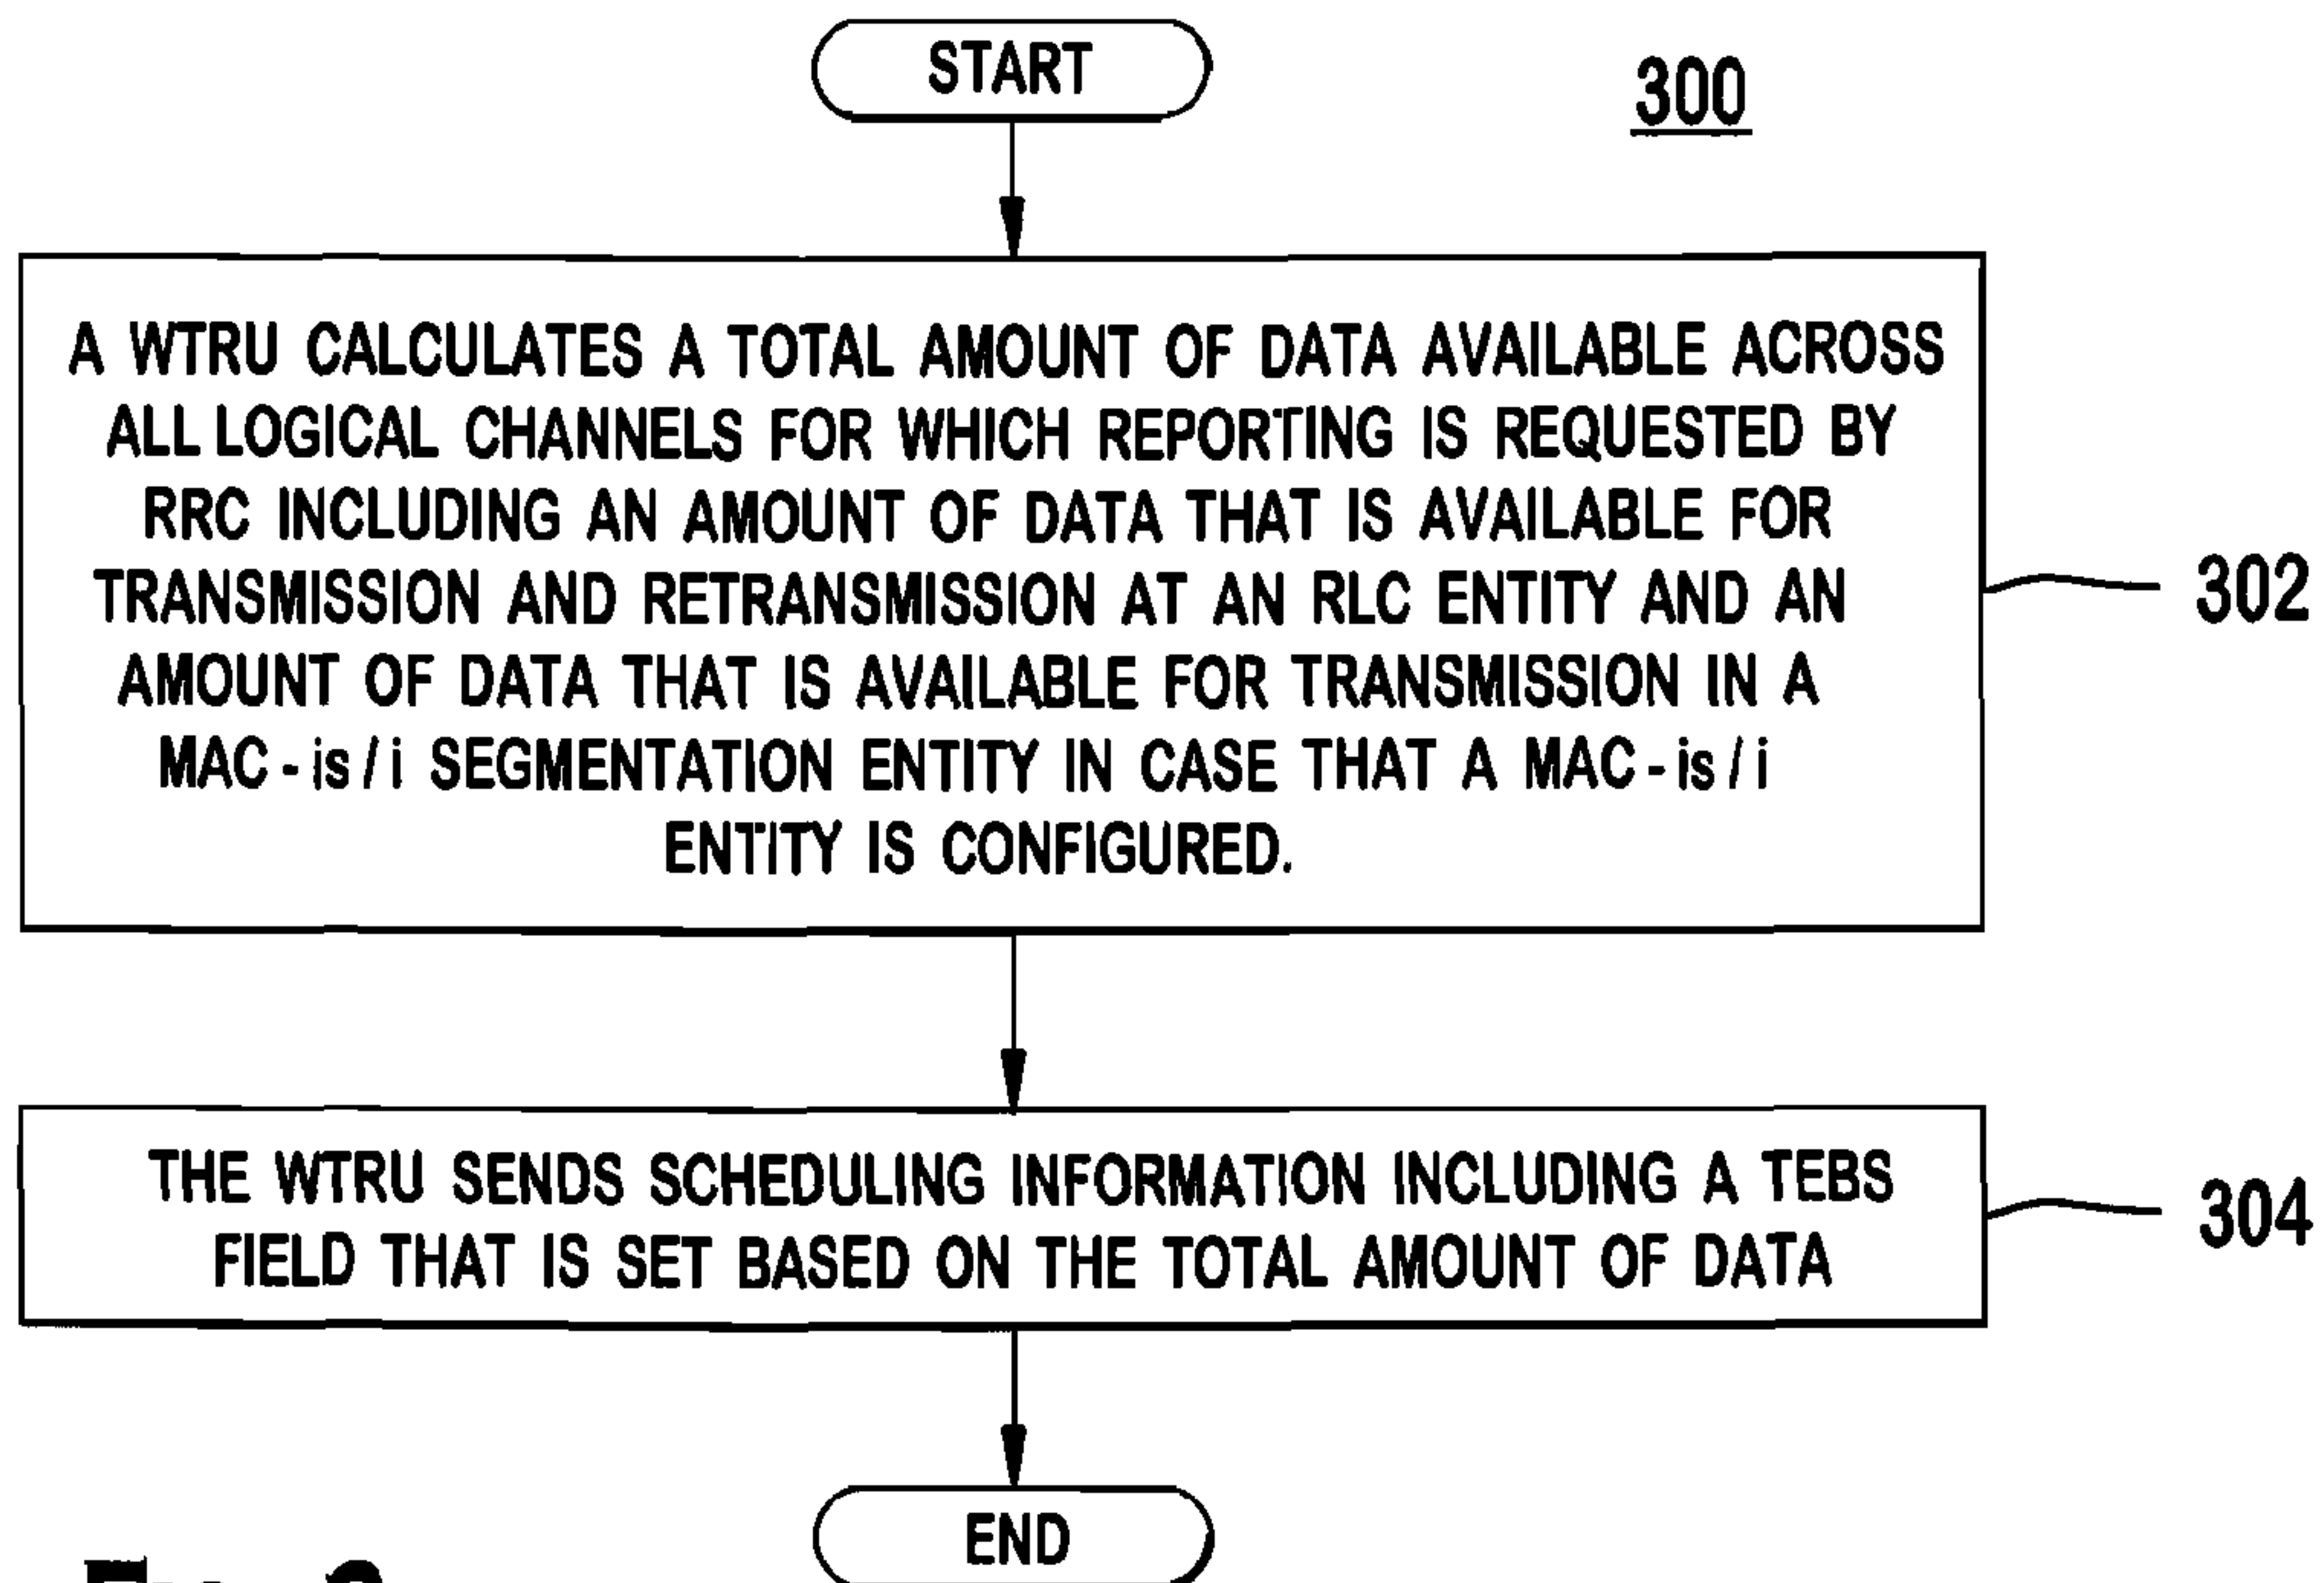 START
300
A WTRU CALCULATES A TOTAL AMOUNT OF DATA AVAILABLE ACROSS
ALL LOGICAL CHANNELS FOR WHICH REPORTING IS REQUESTED BY
RRC INCLUDING AN AMOUNT OF DATA THAT IS AVAILABLE FOR
TRANSMISSION AND RETRANSMISSION AT AN RLC ENTITY AND AN
AMOUNT OF DATA THAT IS AVAILABLE FOR TRANSMISSION IN A
MAC-is/i SEGMENTATION ENTITY IN CASE THAT A MAC-is/i
ENTITY IS CONFIGURED.
302
THE WTRU SENDS SCHEDULING INFORMATION INCLUDING A TEBS
FIELD THAT IS SET BASED ON THE TOTAL AMOUNT OF DATA
304
END